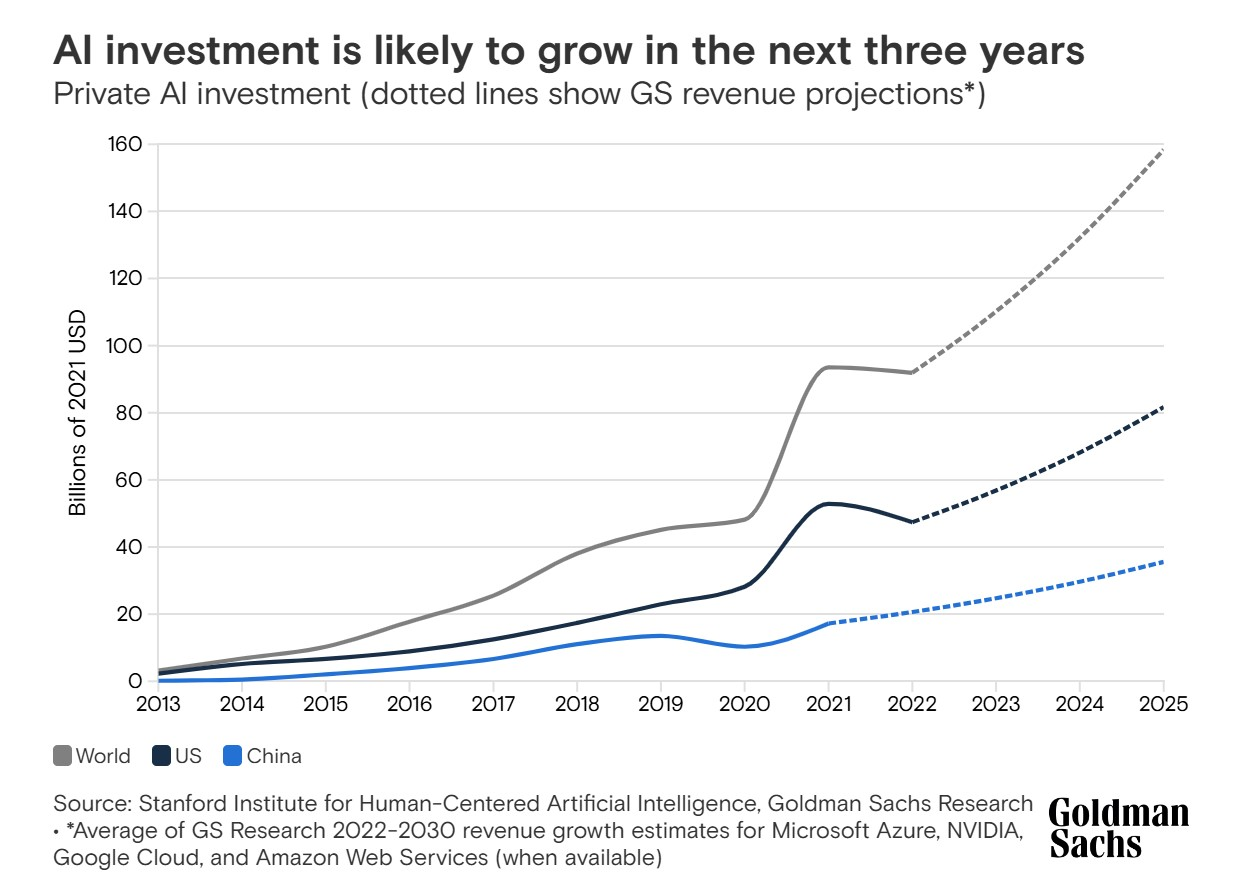 AI investment is likely to grow in the next three years
Private AI investment (dotted lines show GS revenue projections*)
160
140
120
100
80
60
40
20
0
Billions of 2021 USD
2013 2014 2015 2016 2017 2018 2019 2020 2021 2022 2023 2024 2025
World US China
Source: Stanford Institute for Human-Centered Artificial Intelligence, Goldman Sachs Research
• *Average of GS Research 2022-2030 revenue growth estimates for Microsoft Azure, NVIDIA,
Google Cloud, and Amazon Web Services (when available)
Goldman
Sachs